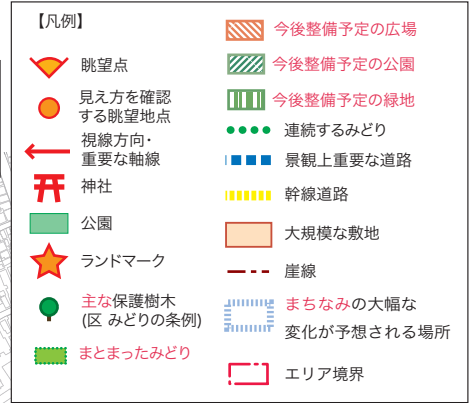 【凡例】
眺望点
見え方を確認
する眺望地点
視線方向・
重要な軸線
神社
公園
ランドマーク
主な保護樹木
(区 みどりの条例)
まとまったみどり
今後整備予定の広場
今後整備予定の公園
今後整備予定の緑地
連続するみどり
景観上重要な道路
幹線道路
大規模な敷地
崖線
まちなみの大幅な
変化が予想される場所
エリア境界